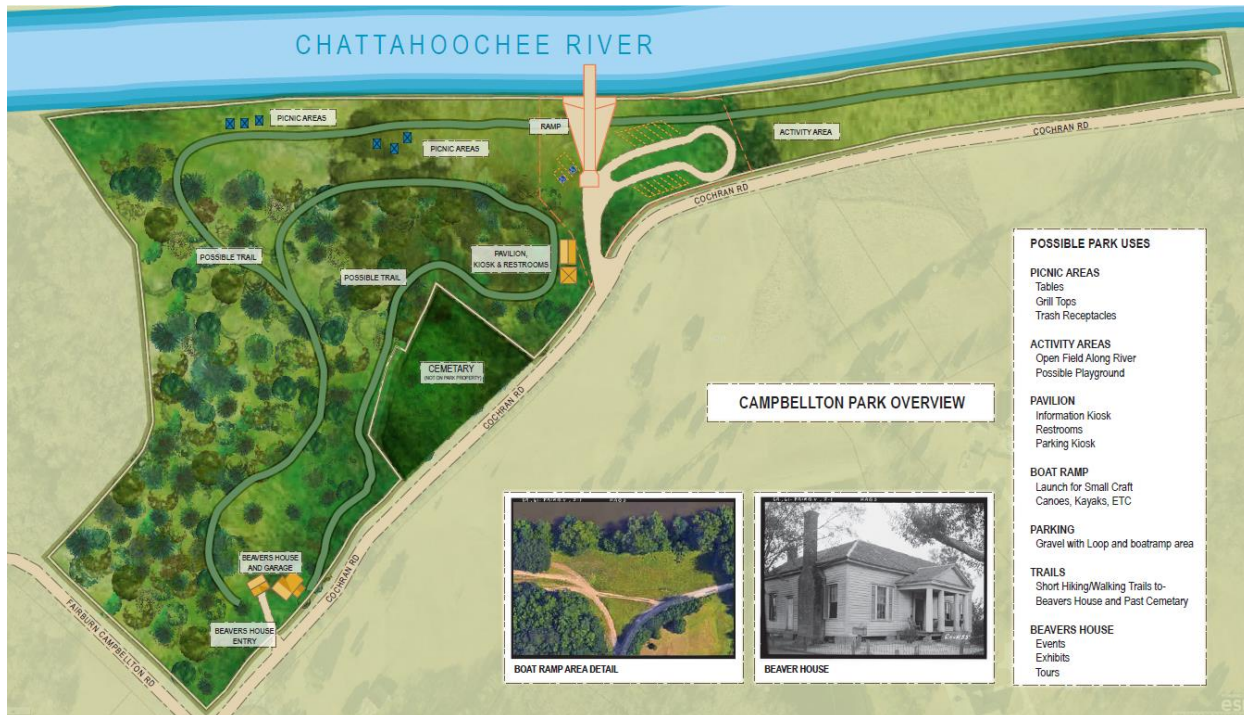 CHATTAHOOCHEE RIVER
PICNIC AREAS
PICNIC AREAS
RAMP
ACTIVITY AREA
COCHRAN RD
COCHRAN RD
POSSIBLE TRAIL
POSSIBLE TRAIL
PAVILION,
KIOSK & RESTROOMS
CEMETARY
(NOT ON PARK PROPERTY)
COCHRAN RD
COCHRAN RD
BEAVERS HOUSE
AND GARAGE
BEAVERS HOUSE
ENTRY
FAIRBURN CAMPBELLTON RD
CAMPBELLTON PARK OVERVIEW
BOAT RAMP AREA DETAIL
BEAVER HOUSE
POSSIBLE PARK USES
PICNIC AREAS
Tables
Grill Tops
Trash Receptacles
ACTIVITY AREAS
Open Field Along River
Possible Playground
PAVILION
Information Kiosk
Restrooms
Parking Kiosk
BOAT RAMP
Launch for Small Craft
Canoes, Kayaks, ETC
PARKING
Gravel with Loop and boatramp area
TRAILS
Short Hiking/Walking Trails to-
Beavers House and Past Cemetary
BEAVERS HOUSE
Events
Exhibits
Tours